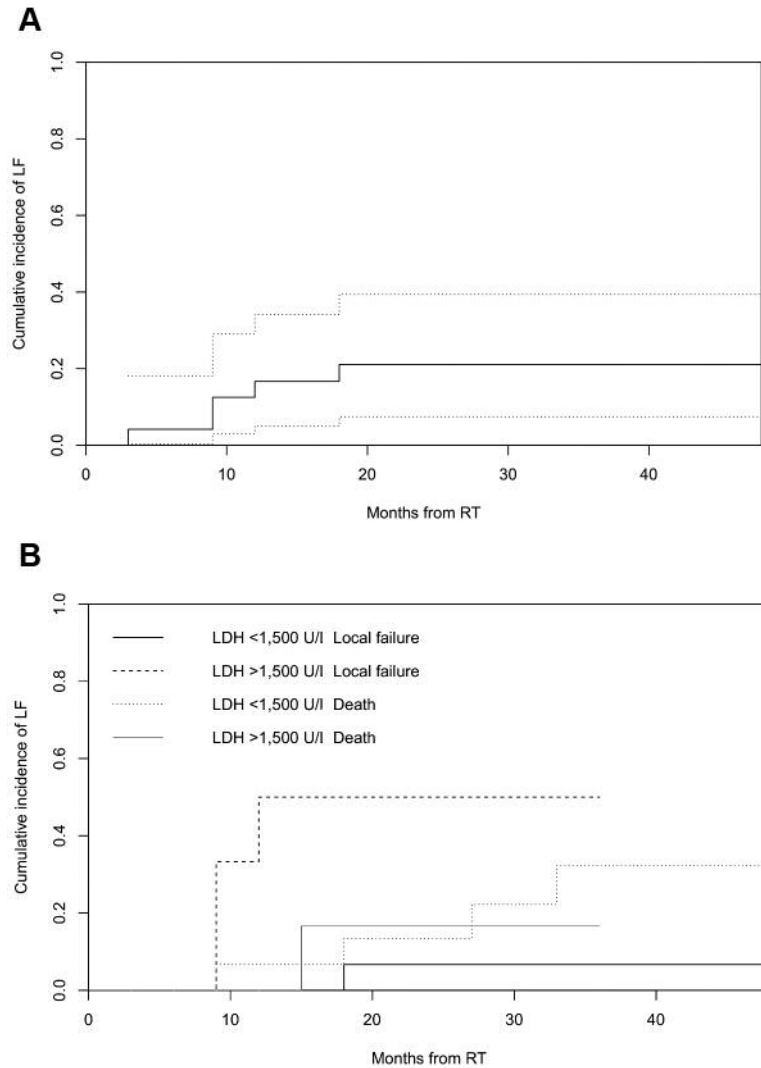 A
Cumulative incidence of LF
1.0
0.8
0.6
0.4
0.2
0.0
0 10 20 30 40
Months from RT
B
Cumulative incidence of LF
1.0
0.8
0.6
0.4
0.2
0.0
LDH <1,500 U/l Local failure
LDH >1,500 U/l Local failure
LDH <1,500 U/l Death
LDH >1,500 U/l Death
0 10 20 30 40
Months from RT